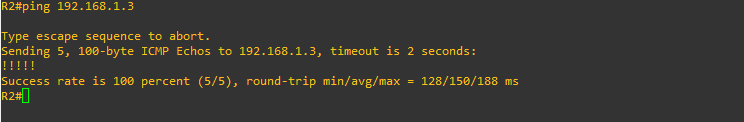 R2#ping 192.168.1.3
Type escape sequence to abort.
Sending 5, 100-byte ICMP Echos to 192.168.1.3, timeout is 2 seconds:
!!!!!
Success rate is 100 percent (5/5), round-trip min/avg/max = 128/150/188 ms
R2#